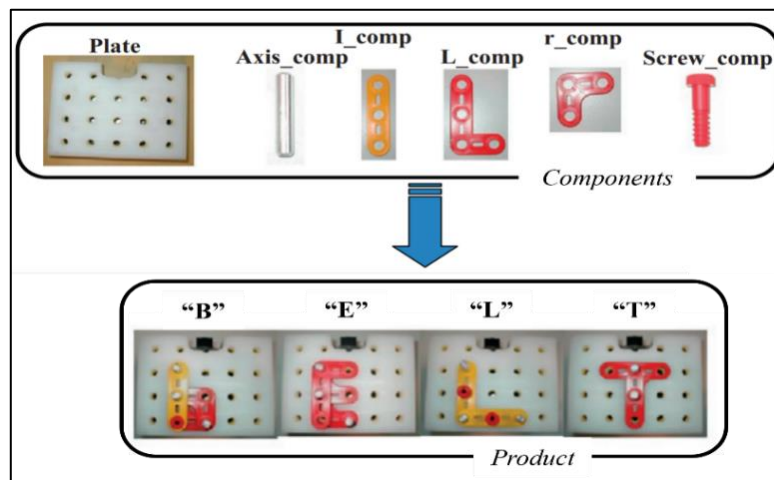 Plate
Axis_comp
I_comp
L_comp
r_comp
Screw_comp
Components
“B” “E” “L” “T”
Product